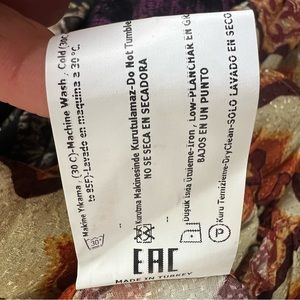 Makine Yıkama , (30 C)-Machine Wash , Cold (30C
to 85F)-Lavado en maquina a 30 °C,
30°
Kurutma Makinesinde Kurutulamaz-Do Not Tumble
NO SE SECA EN SECADORA
Düşük Isıda Ütüleme-Iron , Low-PLANCHAR EN GR
BAJOS EN UN PUNTO
Kuru Temizleme-DryClean-SOLO LAVADO EN SECO
P
EAC
MADE IN TURKEY